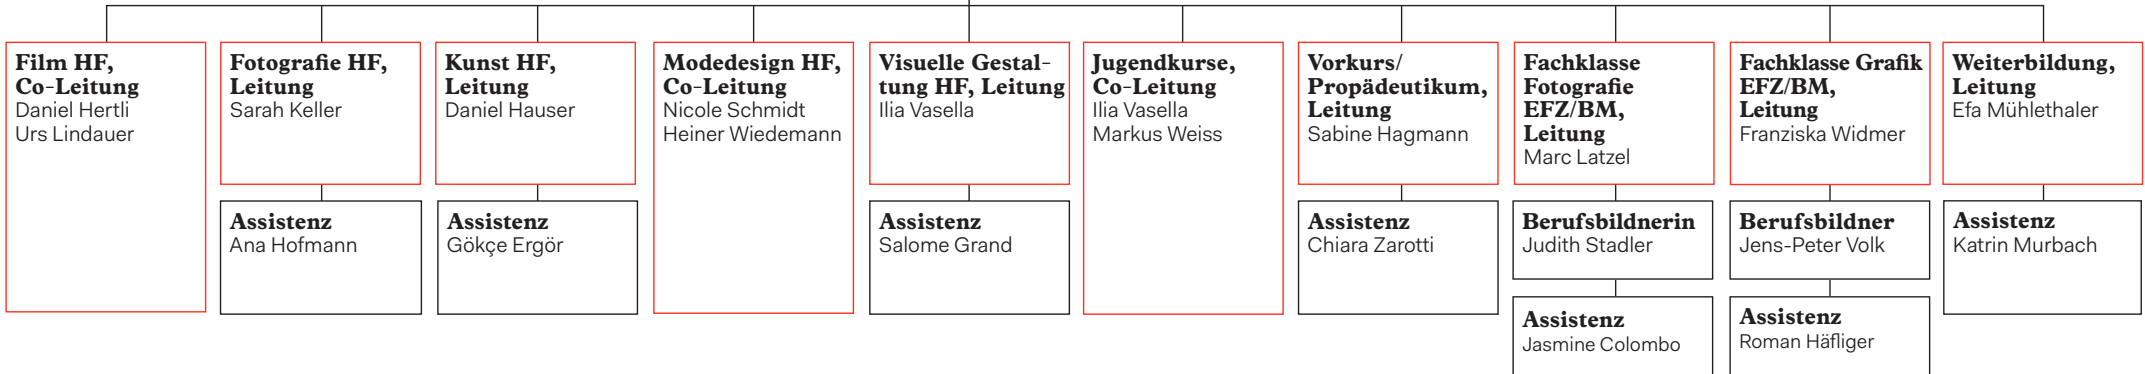 Film HF,
Co-Leitung
Daniel Hertli
Urs Lindauer
Fotografie HF,
Leitung
Sarah Keller
Assistenz
Ana Hofmann
Kunst HF,
Leitung
Daniel Hauser
Assistenz
Gökçe Ergör
Modedesign HF,
Co-Leitung
Nicole Schmidt
Heiner Wiedemann
Visuelle Gestal-
tung HF, Leitung
Ilia Vasella
Assistenz
Salome Grand
Jugendkurse,
Co-Leitung
Ilia Vasella
Markus Weiss
Vorkurs/
Propädeutikum,
Leitung
Sabine Hagmann
Assistenz
Chiara Zarotti
Fachklasse
Fotografie
EFZ/BM,
Leitung
Marc Latzel
Berufsbildnerin
Judith Stadler
Assistenz
Jasmine Colombo
Fachklasse Grafik
EFZ/BM,
Leitung
Franziska Widmer
Berufsbildner
Jens-Peter Volk
Assistenz
Roman Häfliger
Weiterbildung,
Leitung
Efa Mühlethaler
Assistenz
Katrin Murbach